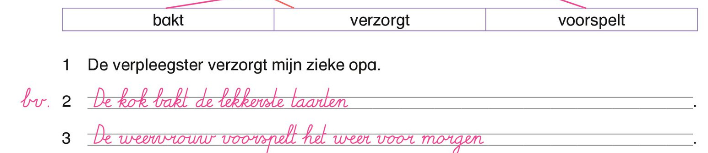 bakt verzorgt voorspelt
1 De verpleegster verzorgt mijn zieke opa.
bv. 2 De kok bakt de lekkerste taarten.
3 De weervrouw voorspelt het weer voor morgen.